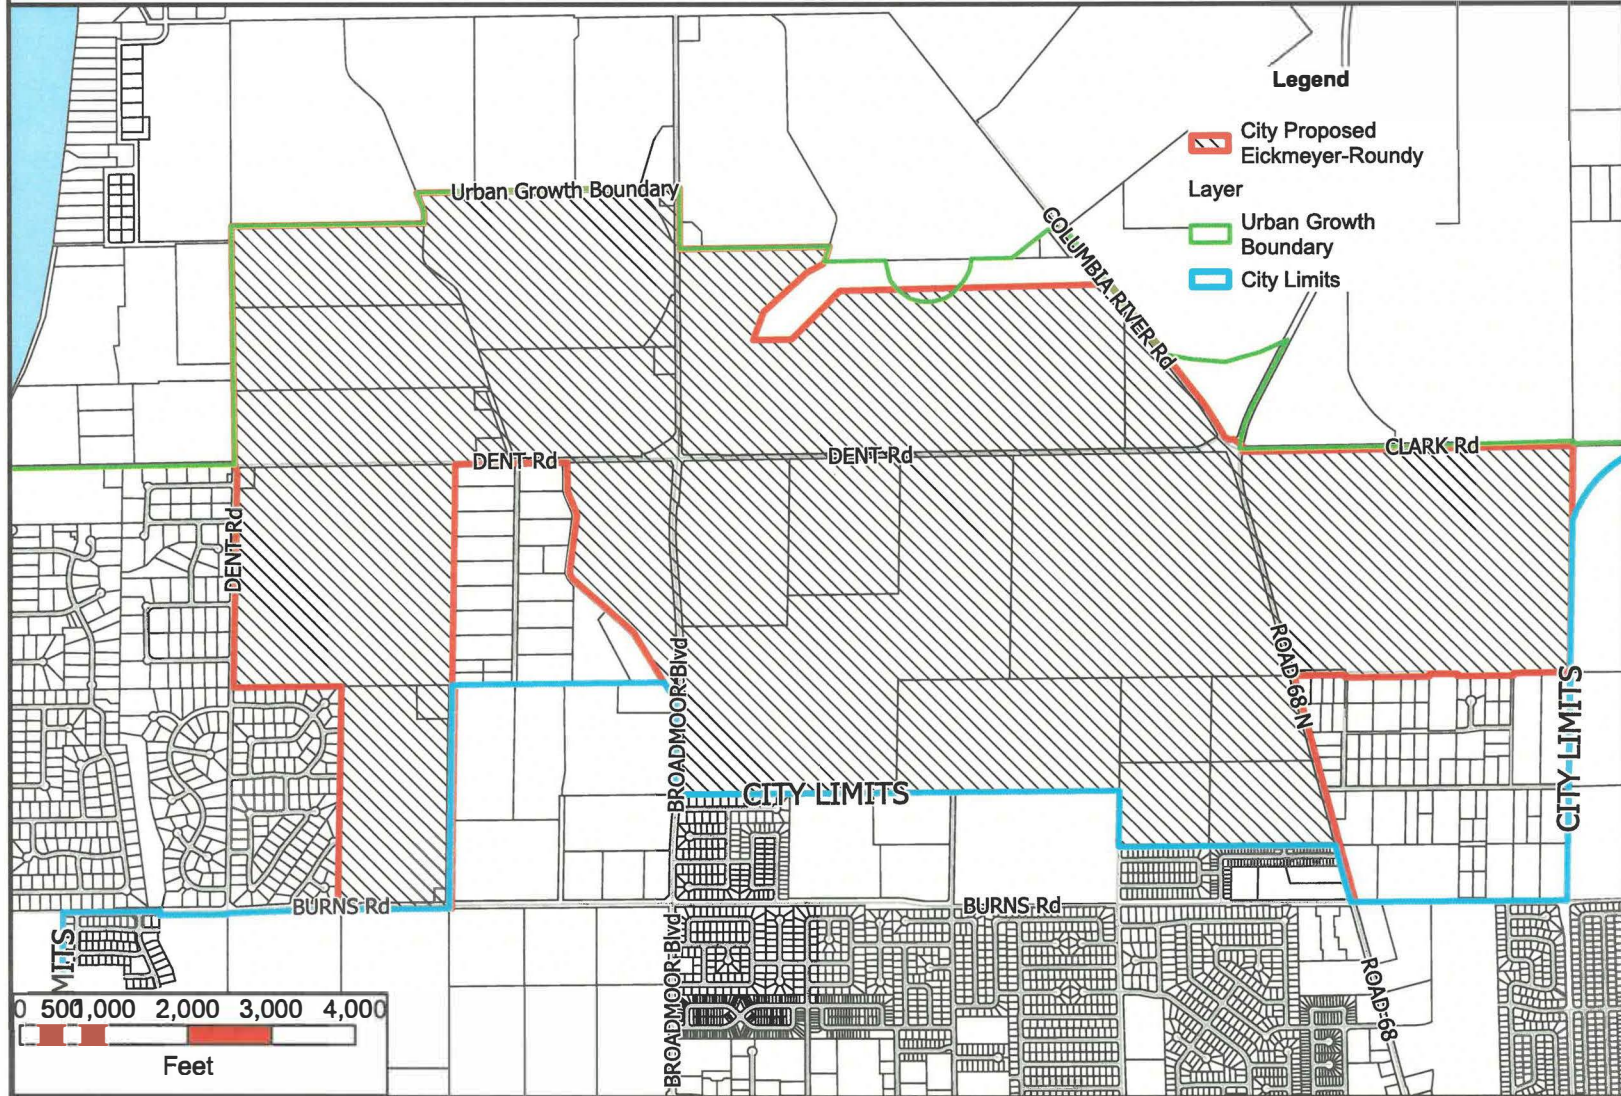 Legend
City Proposed
Eickmeyer-Roundy
Layer
Urban Growth
Boundary
City Limits
Urban Growth Boundary
COLUMBIA RIVER Rd
DENT Rd
DENT Rd
CLARK Rd
DENT Rd
ROAD 68 N
BROADMOOR Blvd
CITY LIMITS
CITY LIMITS
BURNS Rd
BURNS Rd
MITS
BROADMOOR Blvd
ROAD 68
0 500 1,000 2,000 3,000 4,000
Feet